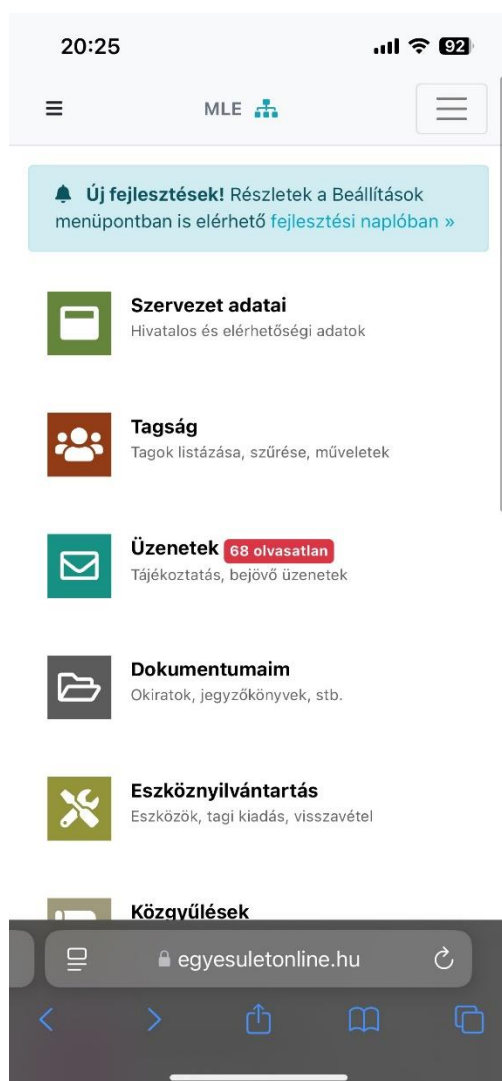 20:25
92
MLE
Új fejlesztések! Részletek a Beállítások
menüpontban is elérhető fejlesztési naplóban »
Szervezet adatai
Hivatalos és elérhetőségi adatok
Tagság
Tagok listázása, szűrése, műveletek
Üzenetek 68 olvasatlan
Tájékoztatás, bejövő üzenetek
Dokumentumaim
Okiratok, jegyzőkönyvek, stb.
Eszköznyilvántartás
Eszközök, tagi kiadás, visszavétel
Közgyűlések
egyesuletonline.hu